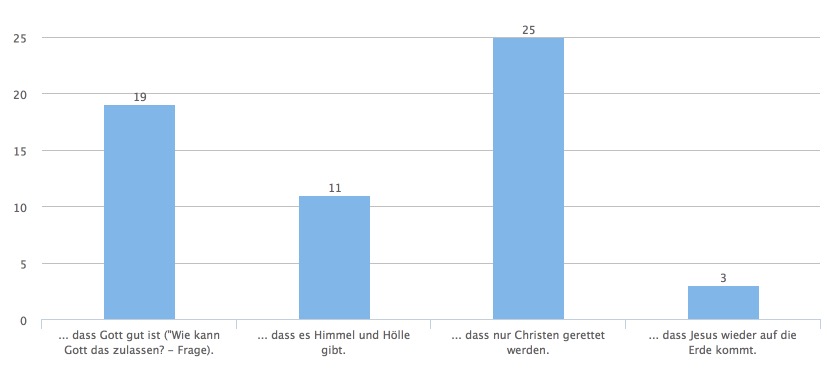 25
20
15
10
5
0
19
11
25
3
... dass Gott gut ist ("Wie kann
Gott das zulassen? - Frage).
... dass es Himmel und Hölle
gibt.
... dass nur Christen gerettet
werden.
... dass Jesus wieder auf die
Erde kommt.